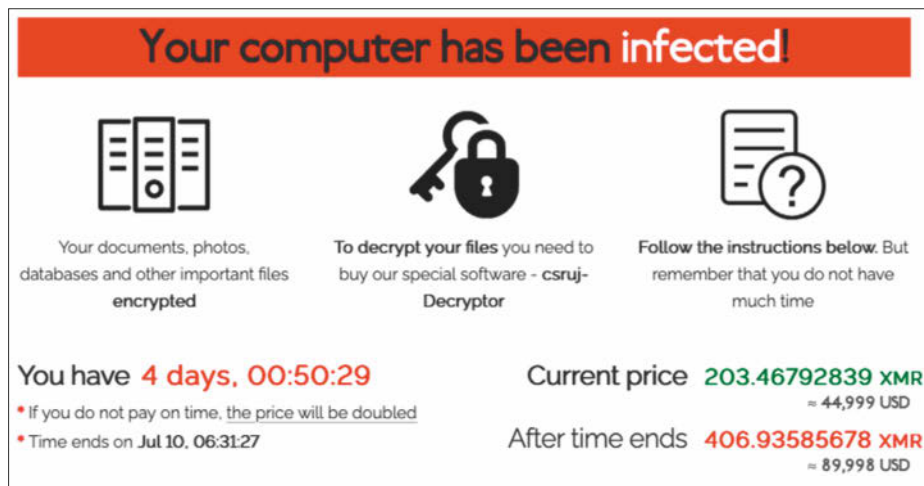 Your computer has been infected!
?
Your documents, photos,
databases and other important files
encrypted
To decrypt your files you need to
buy our special software - csruj-
Decryptor
Follow the instructions below. But
remember that you do not have
much time
You have 4 days, 00:50:29
* If you do not pay on time, the price will be doubled
* Time ends on Jul 10, 06:31:27
Current price 203.46792839 XMR
≈ 44,999 USD
After time ends 406.93585678 XMR
≈ 89,998 USD